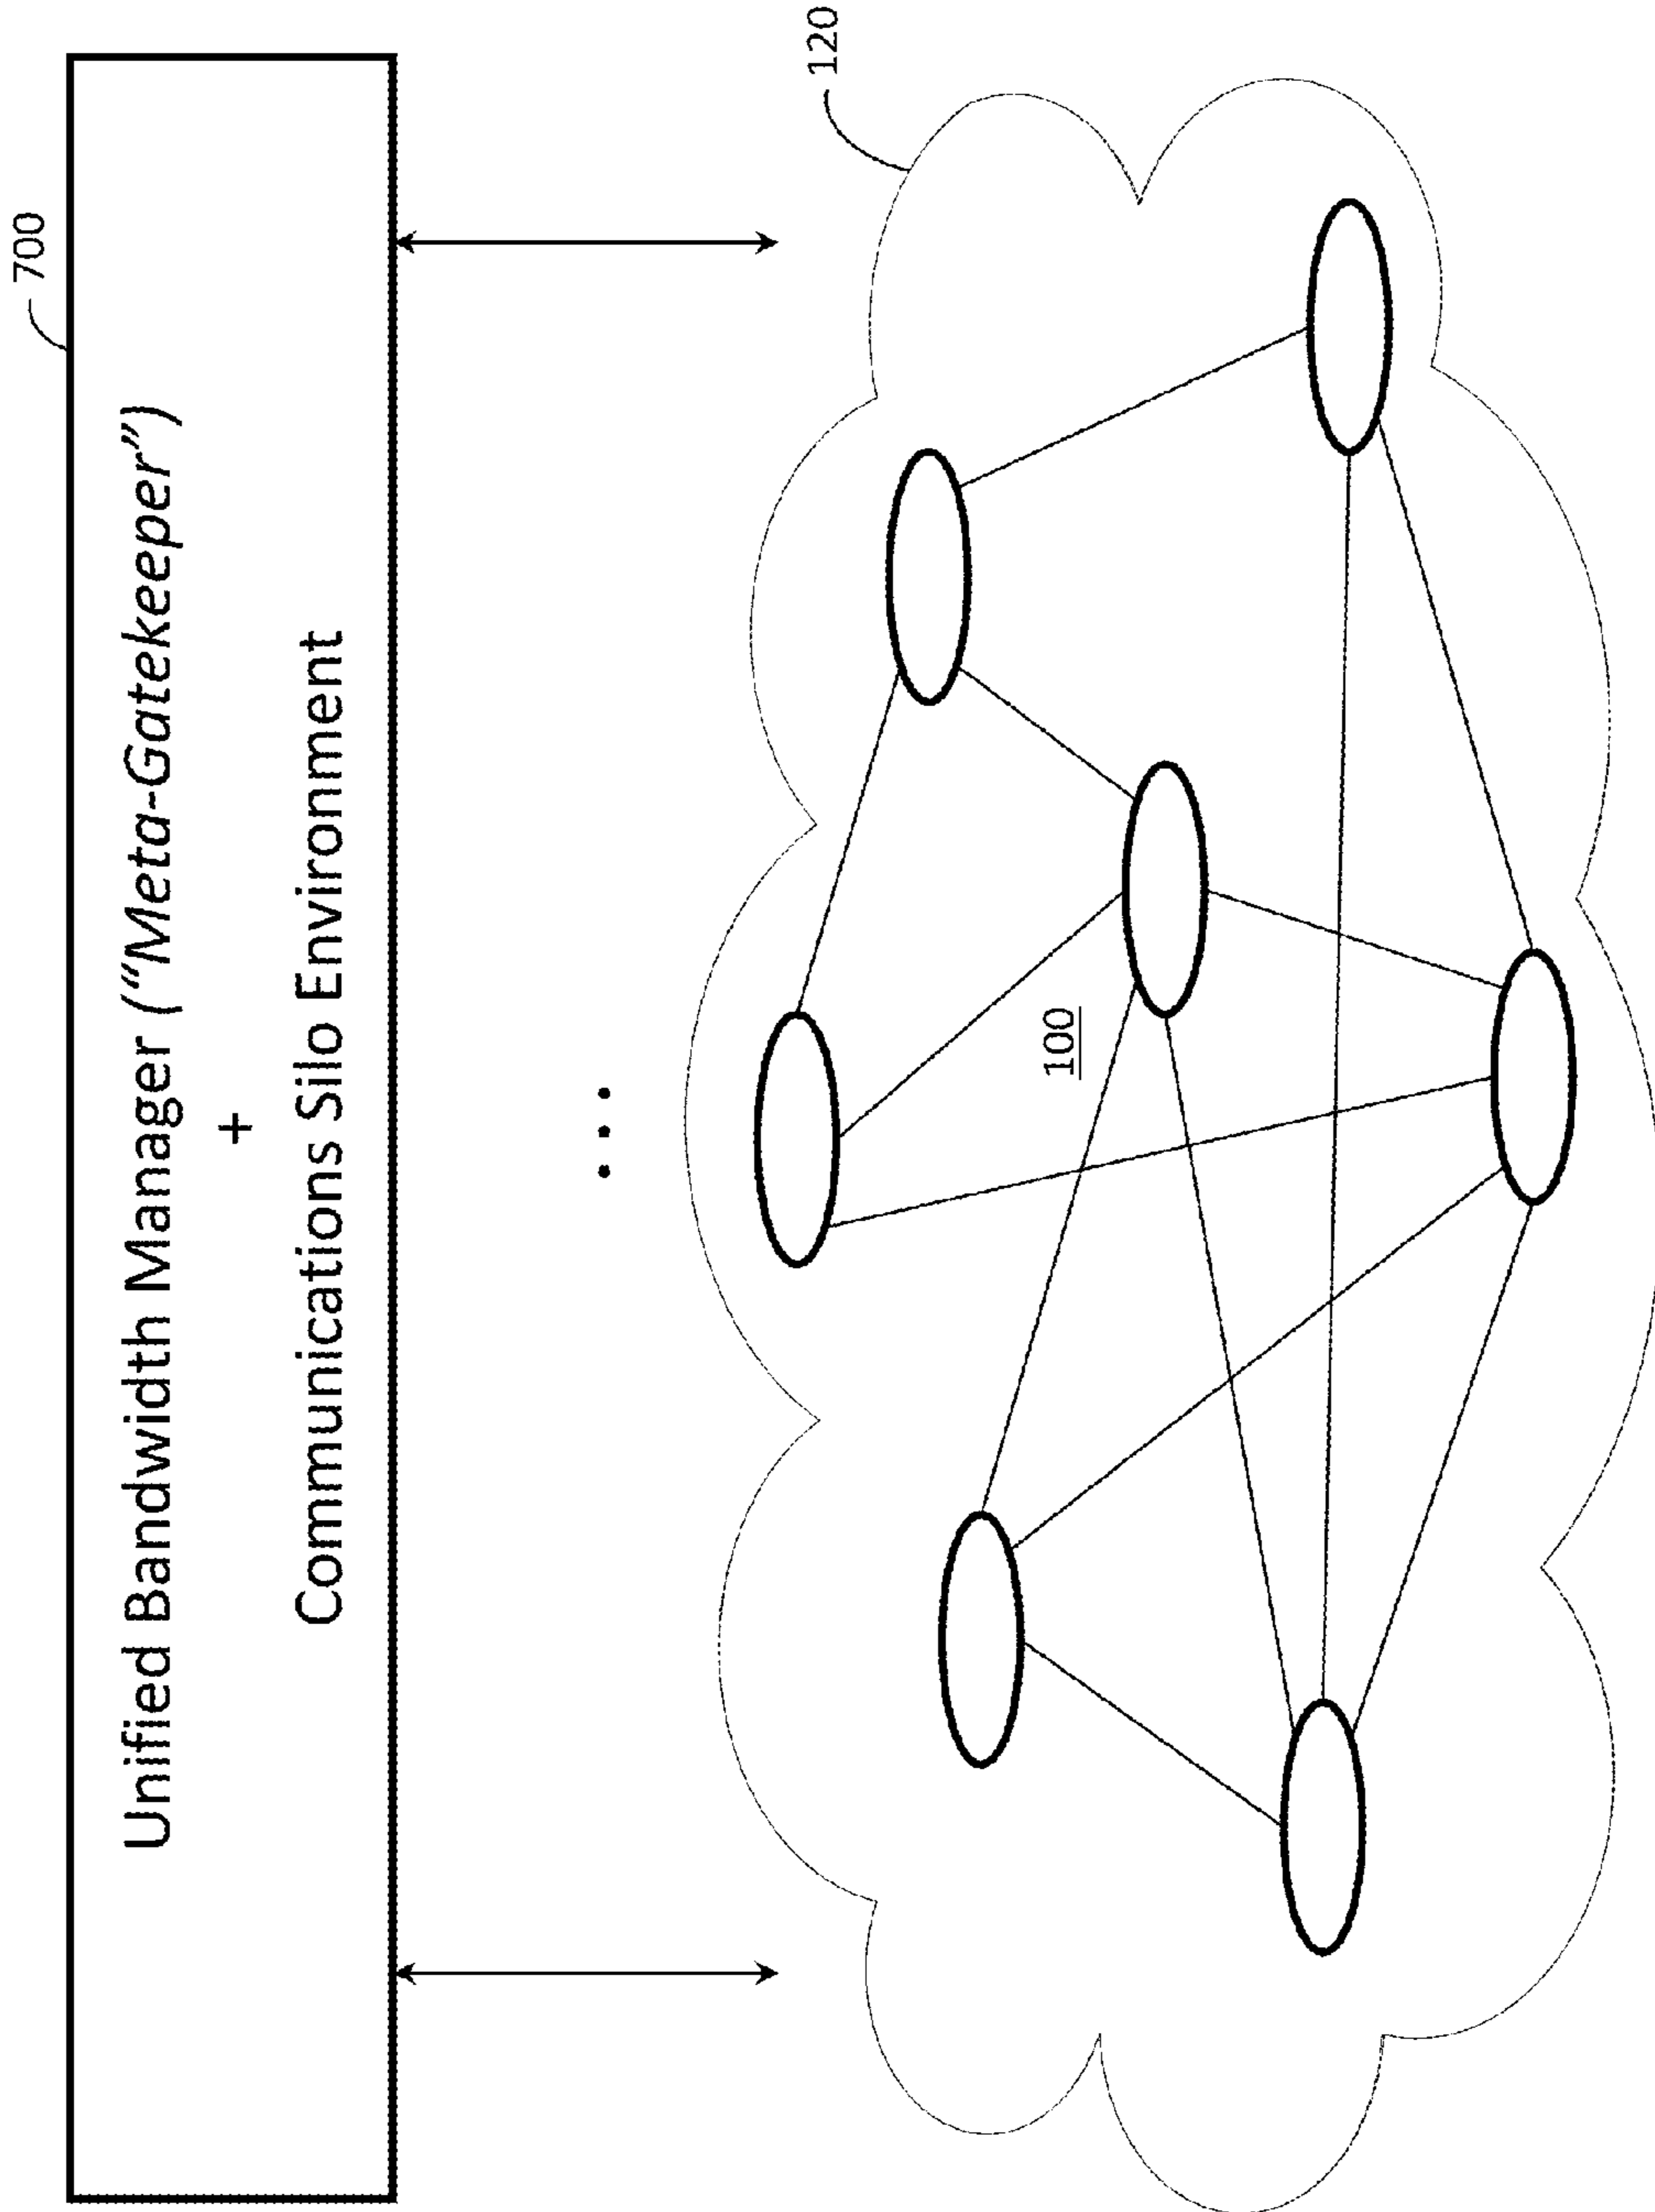 700
Unified Bandwidth Manager (“Meta-Gatekeeper”)
+
Communications Silo Environment
...
120
100